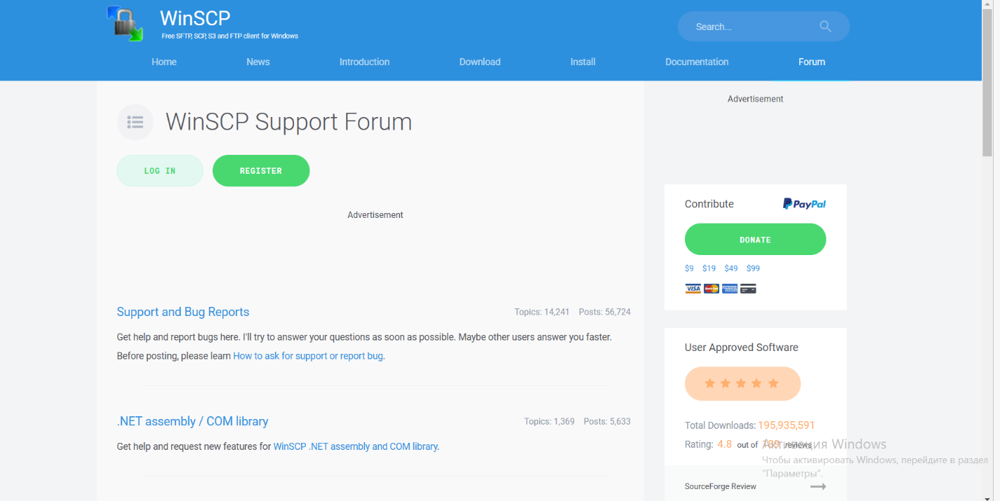 WinSCP
Free SFTP, SCP, S3 and FTP client for Windows
Search...
Home News Introduction Download Install Documentation Forum
WinSCP Support Forum
LOG IN REGISTER
Advertisement
Support and Bug Reports Topics: 14,241 Posts: 56,724
Get help and report bugs here. I'll try to answer your questions as soon as possible. Maybe other users answer you faster.
Before posting, please learn How to ask for support or report bug.
.NET assembly / COM library Topics: 1,369 Posts: 5,633
Get help and request new features for WinSCP .NET assembly and COM library.
Advertisement
Contribute PayPal
DONATE
$9 $19 $49 $99
VISA
User Approved Software
Total Downloads: 195,935,591
Rating: 4.8 out of reviews
SourceForge Review
Активация Windows
Чтобы активировать Windows, перейдите в раздел
"Параметры".